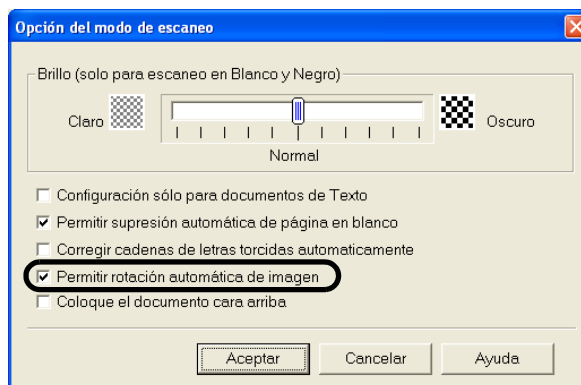 Opción del modo de escaneo
Brillo (solo para escaneo en Blanco y Negro)
Claro
Oscuro
Normal
Configuración sólo para documentos de Texto
Permitir supresión automática de página en blanco
Corregir cadenas de letras torcidas automaticamente
Permitir rotación automática de imagen
Coloque el documento cara arriba
Aceptar Cancelar Ayuda